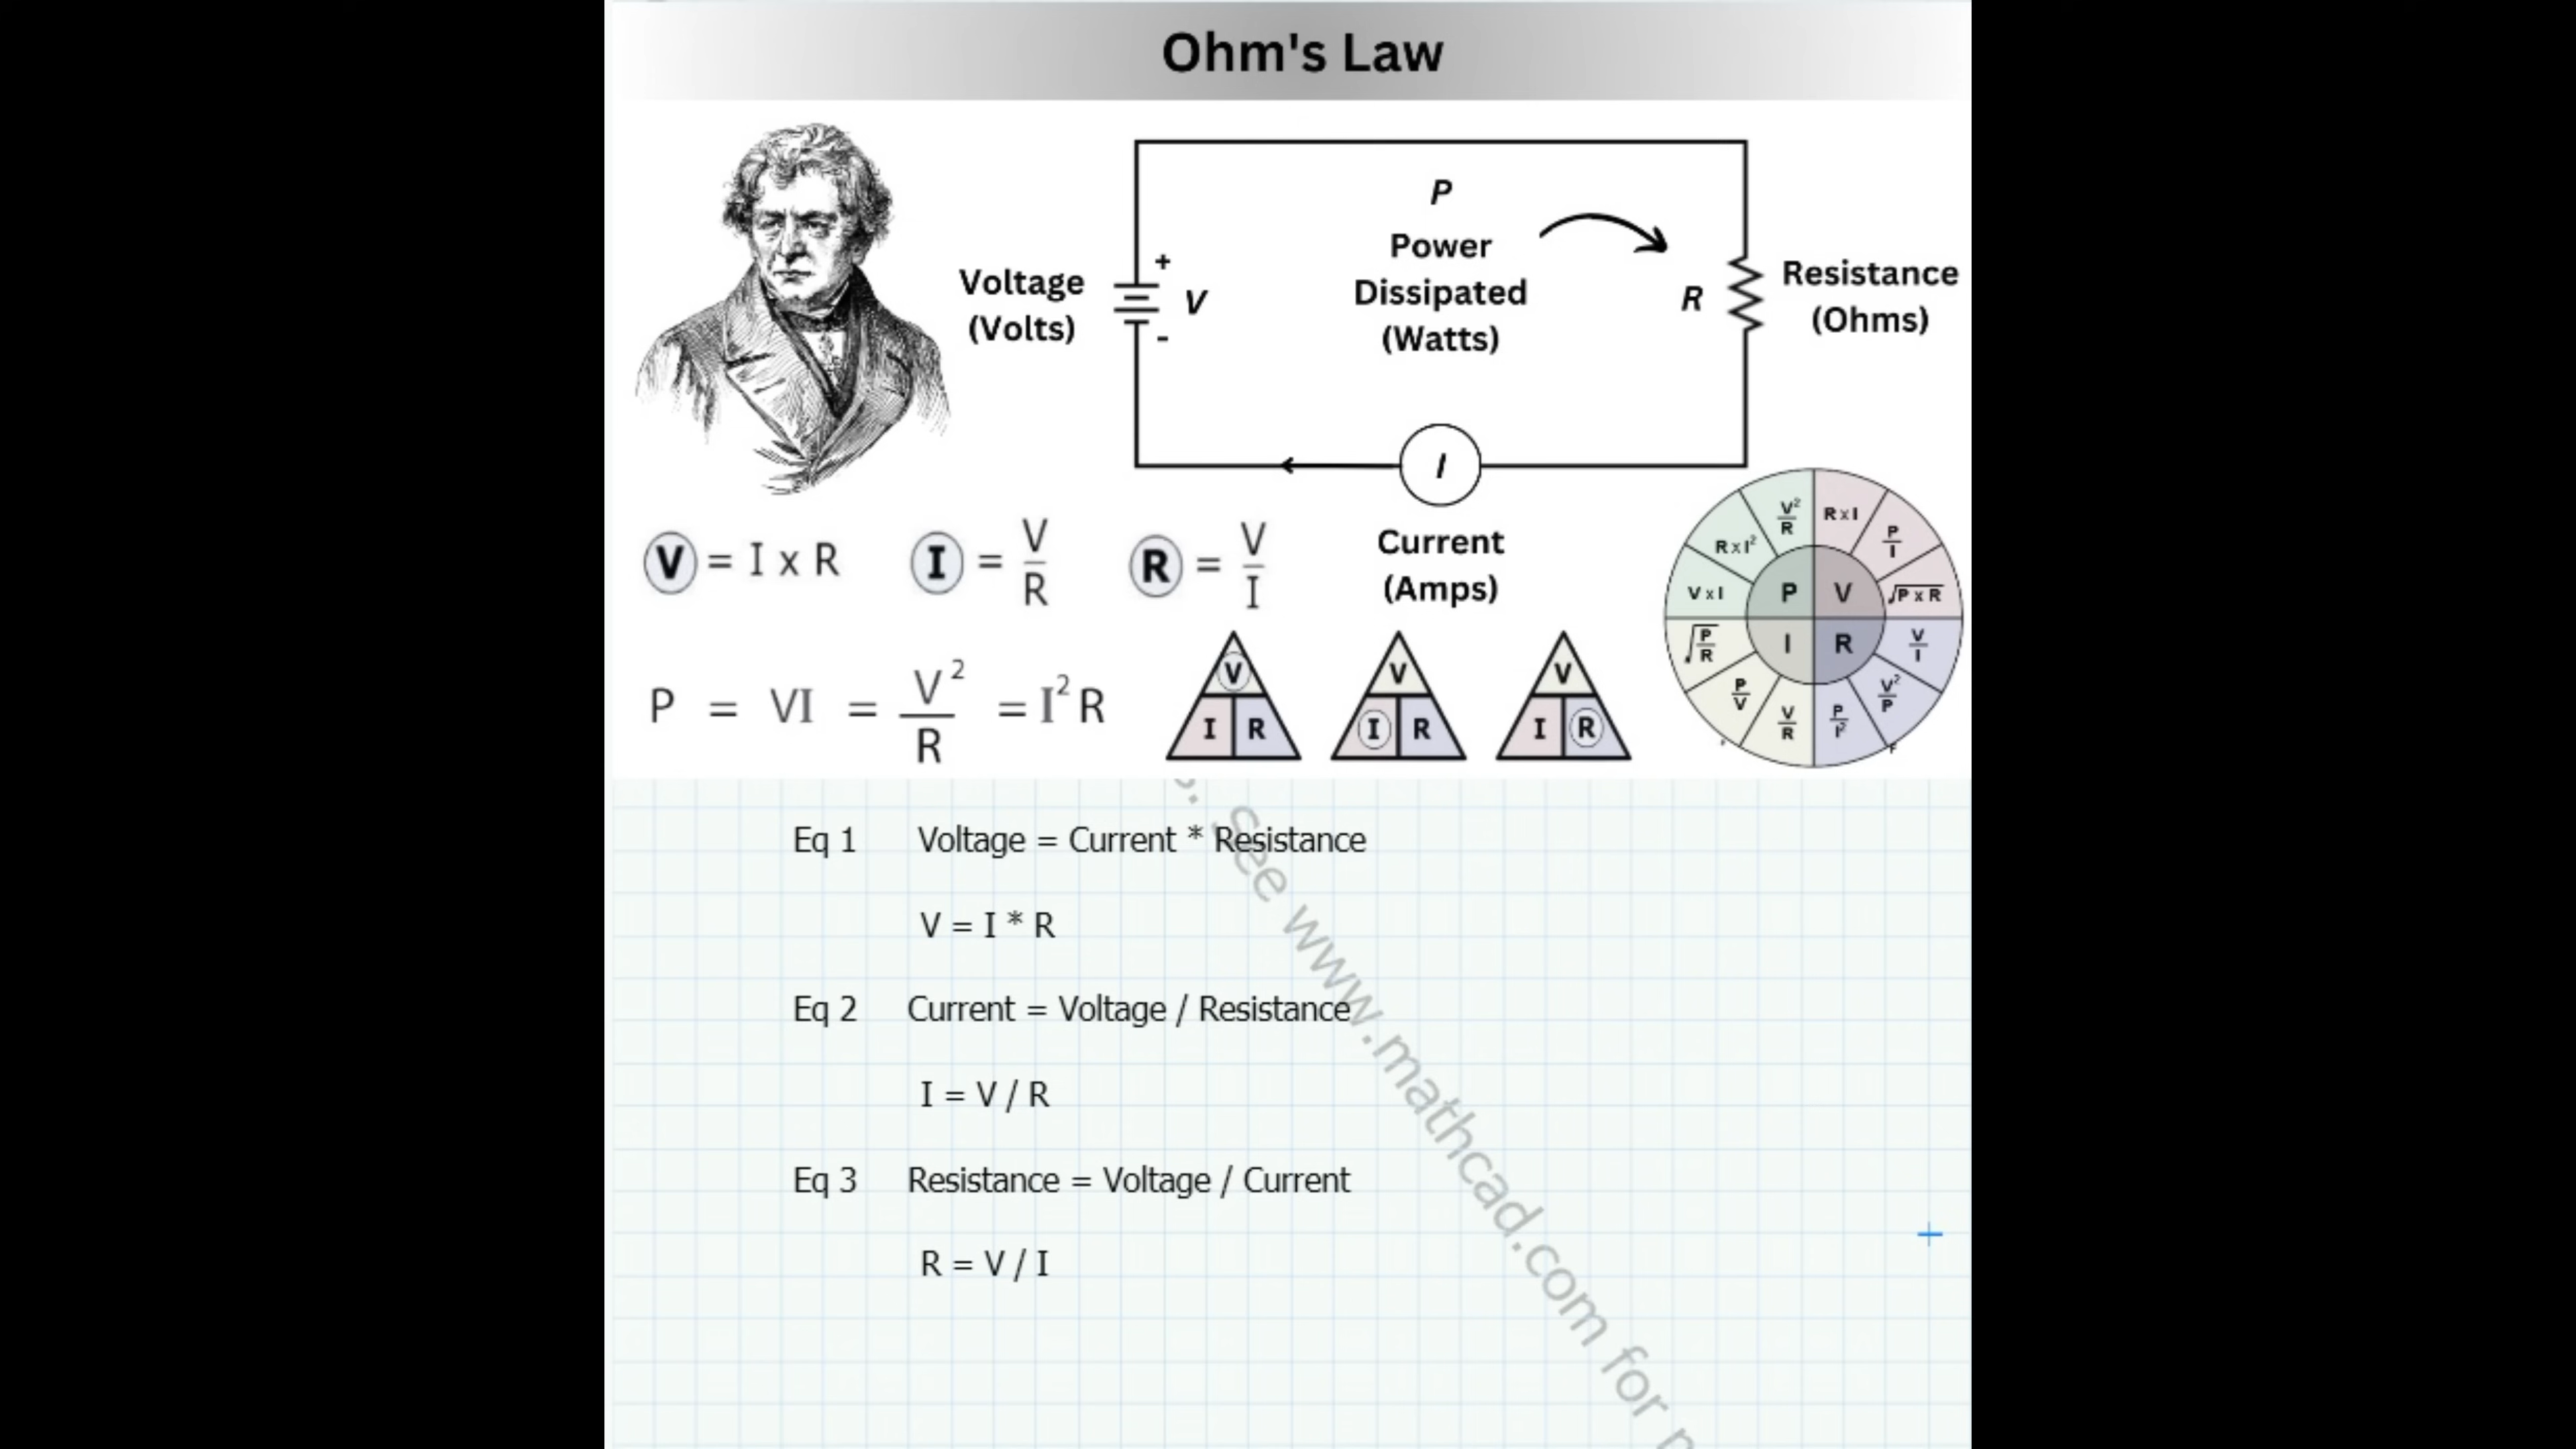 Ohm's Law
P
Power
Dissipated
(Watts)
Voltage
(Volts)
+
V
-
R
Resistance
(Ohms)
I
Current
(Amps)
V = I x R
I = V / R
R = V / I
P = VI = V² / R = I² R
V
I R
V
I R
V
I R
V²/R
R x I
R x I²
P/I
V x I
P V
√P x R
√P/R
I R
V/I
P/V
V²/P
V/R
P/I²
Eq 1 Voltage = Current * Resistance
V = I * R
Eq 2 Current = Voltage / Resistance
I = V / R
Eq 3 Resistance = Voltage / Current
R = V / I
See www.mathcad.com for